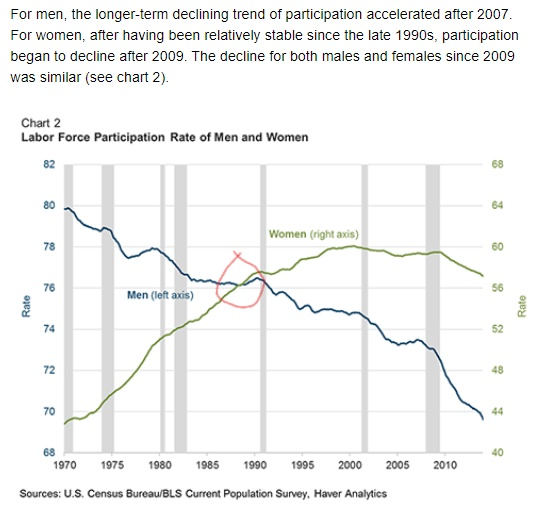 For men, the longer-term declining trend of participation accelerated after 2007.
For women, after having been relatively stable since the late 1990s, participation
began to decline after 2009. The decline for both males and females since 2009
was similar (see chart 2).
Chart 2
Labor Force Participation Rate of Men and Women
82
80
78
76
74
72
70
68
Rate
68
64
60
56
52
48
44
40
Rate
Women (right axis)
Men (left axis)
1970 1975 1980 1985 1990 1995 2000 2005 2010
Sources: U.S. Census Bureau/BLS Current Population Survey, Haver Analytics